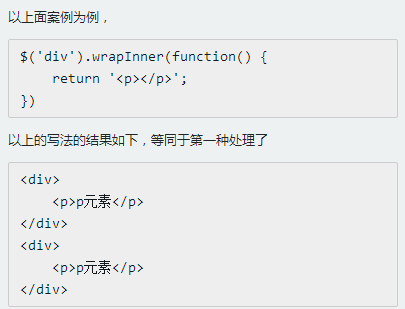 以上面案例为例，
$('div').wrapInner(function() {
    return '<p></p>';
})
以上的写法的结果如下，等同于第一种处理了
<div>
    <p>p元素</p>
</div>
<div>
    <p>p元素</p>
</div>